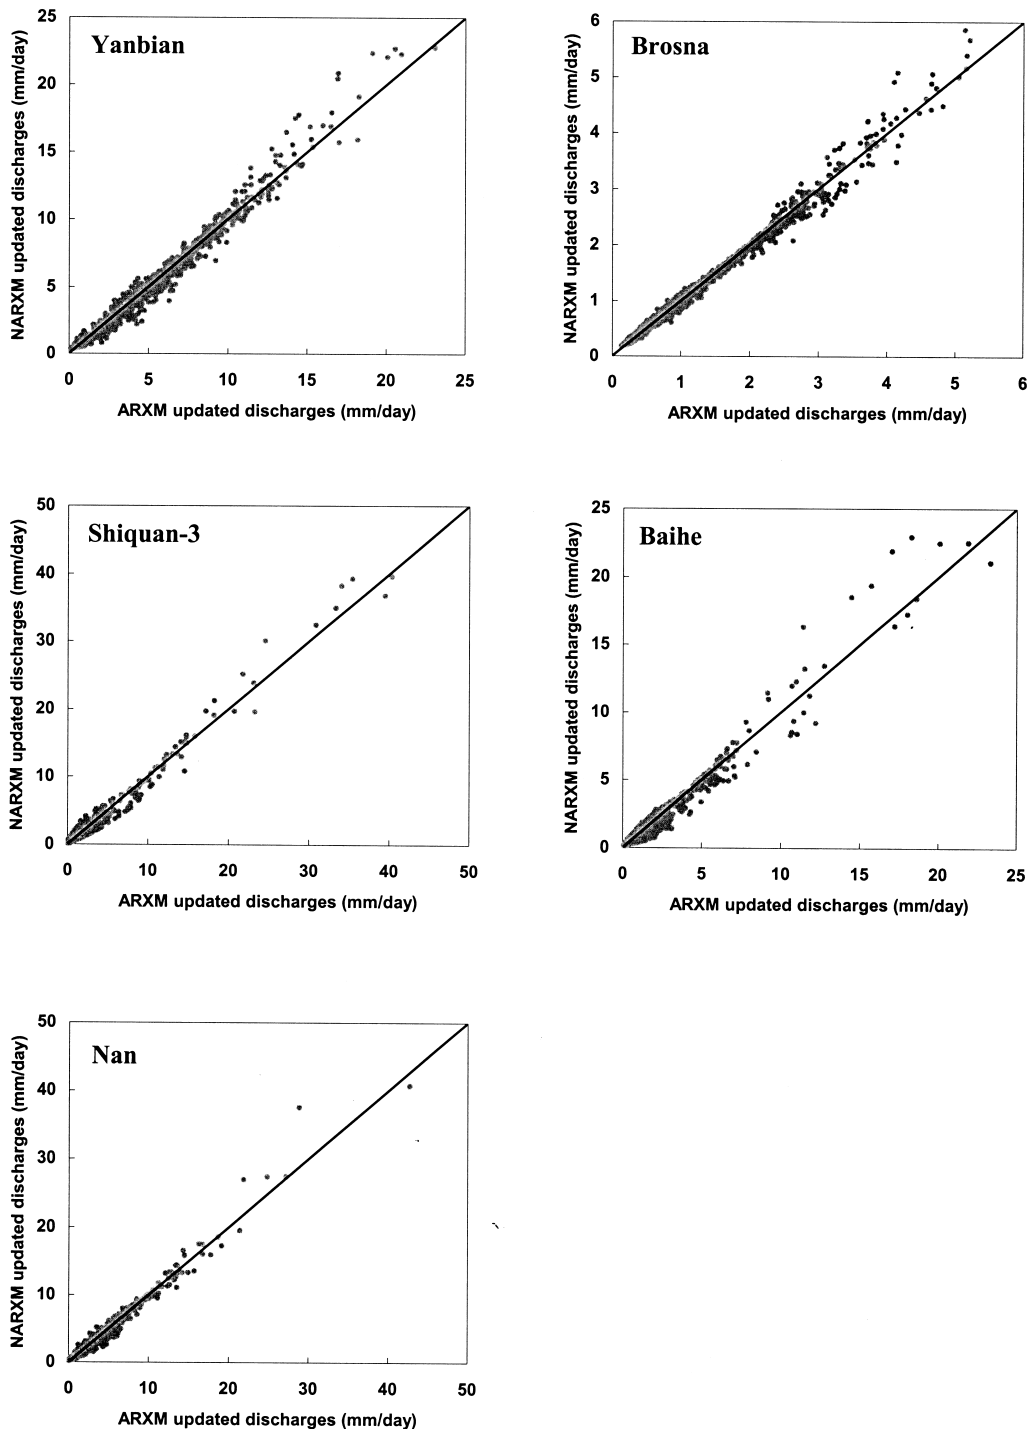 Yanbian
NARXM updated discharges (mm/day)
25
20
15
10
5
0
0 5 10 15 20 25
ARXM updated discharges (mm/day)
Brosna
NARXM updated discharges (mm/day)
6
5
4
3
2
1
0
0 1 2 3 4 5 6
ARXM updated discharges (mm/day)
Shiquan-3
NARXM updated discharges (mm/day)
50
40
30
20
10
0
0 10 20 30 40 50
ARXM updated discharges (mm/day)
Baihe
NARXM updated discharges (mm/day)
25
20
15
10
5
0
0 5 10 15 20 25
ARXM updated discharges (mm/day)
Nan
NARXM updated discharges (mm/day)
50
40
30
20
10
0
0 10 20 30 40 50
ARXM updated discharges (mm/day)